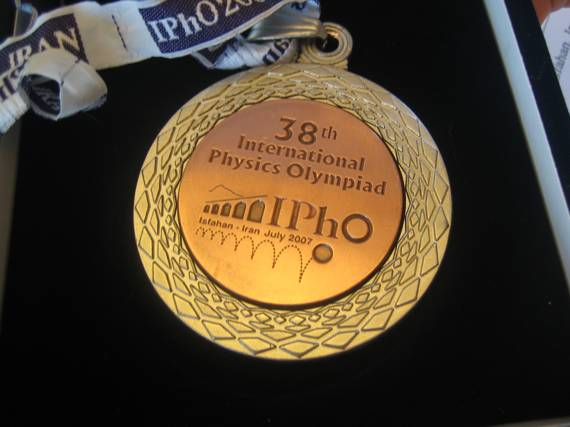 IRAN
IPhO'200
38th
International
Physics Olympiad
IPhO
Isfahan - Iran July 2007